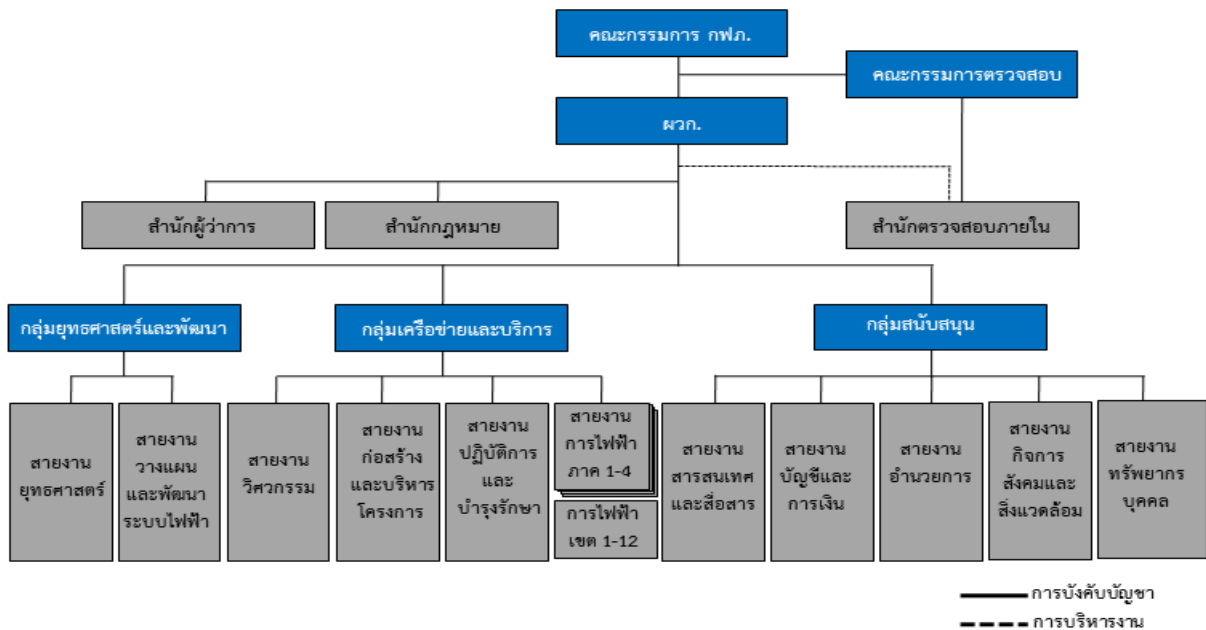 คณะกรรมการ กฟภ.
คณะกรรมการตรวจสอบ
ผวก.
สำนักผู้ว่าการ
สำนักกฎหมาย
สำนักตรวจสอบภายใน
กลุ่มยุทธศาสตร์และพัฒนา
กลุ่มเครือข่ายและบริการ
กลุ่มสนับสนุน
สายงาน
ยุทธศาสตร์
สายงาน
วางแผน
และพัฒนา
ระบบไฟฟ้า
สายงาน
วิศวกรรม
สายงาน
ก่อสร้าง
และบริหาร
โครงการ
สายงาน
ปฏิบัติการ
และ
บำรุงรักษา
สายงาน
การไฟฟ้า
ภาค 1-4
การไฟฟ้า
เขต 1-12
สายงาน
สารสนเทศ
และสื่อสาร
สายงาน
บัญชีและ
การเงิน
สายงาน
อำนวยการ
สายงาน
กิจการ
สังคมและ
สิ่งแวดล้อม
สายงาน
ทรัพยากร
บุคคล
การบังคับบัญชา
การบริหารงาน